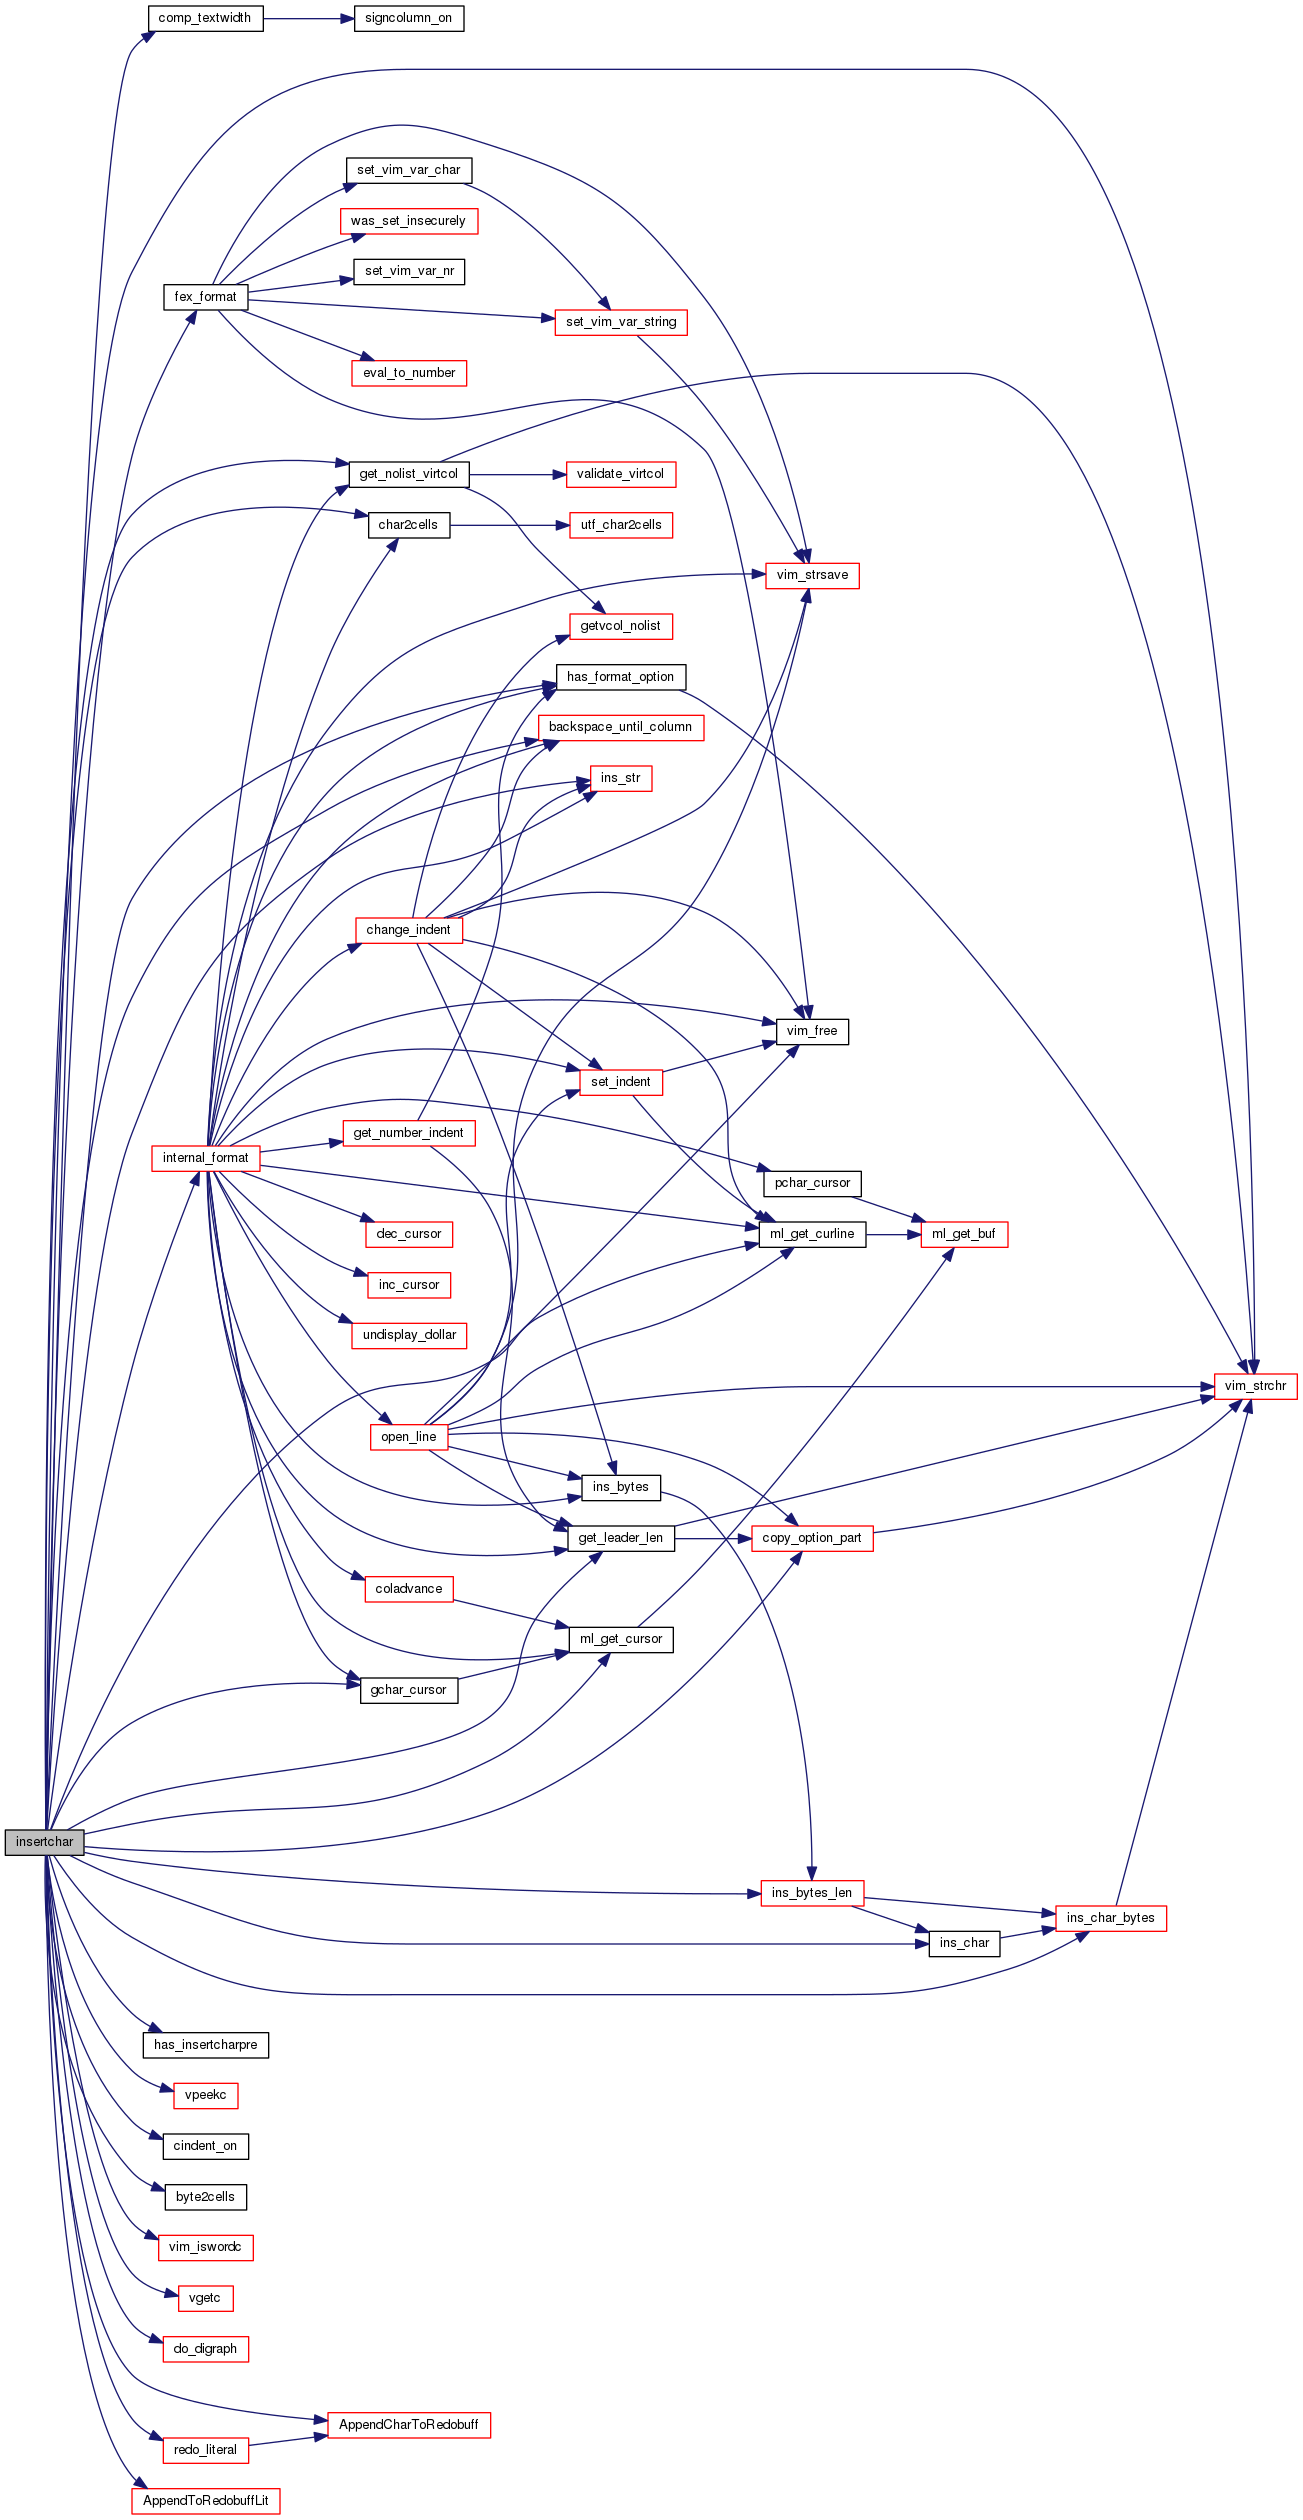 comp_textwidth
signcolumn_on
set_vim_var_char
was_set_insecurely
set_vim_var_nr
fex_format
set_vim_var_string
eval_to_number
get_nolist_virtcol
validate_virtcol
char2cells
utf_char2cells
vim_strsave
getvcol_nolist
has_format_option
backspace_until_column
ins_str
change_indent
vim_free
set_indent
get_number_indent
internal_format
pchar_cursor
dec_cursor
ml_get_curline
ml_get_buf
inc_cursor
undisplay_dollar
vim_strchr
open_line
ins_bytes
get_leader_len
copy_option_part
coladvance
ml_get_cursor
gchar_cursor
insertchar
ins_bytes_len
ins_char_bytes
ins_char
has_insertcharpre
vpeekc
cindent_on
byte2cells
vim_iswordc
vgetc
do_digraph
AppendCharToRedobuff
redo_literal
AppendToRedobuffLit